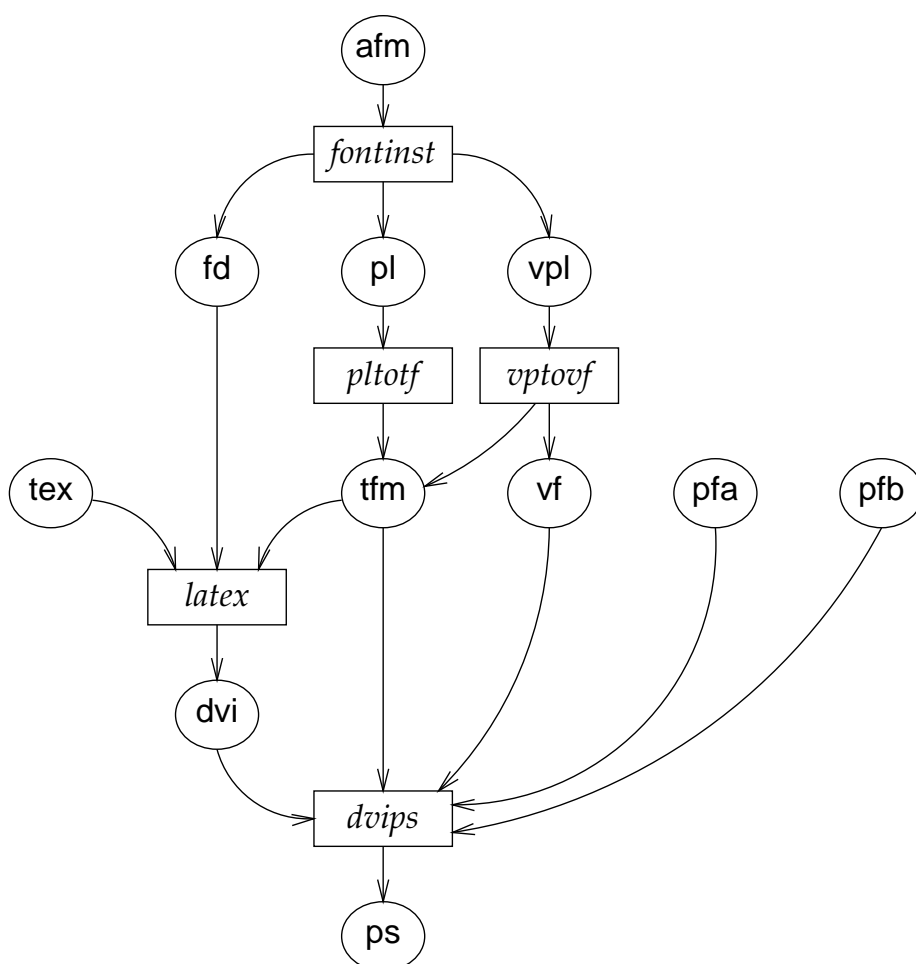 afm
fontinst
fd
pl
vpl
pltotf
vptovf
tex
tfm
vf
pfa
pfb
latex
dvi
dvips
ps